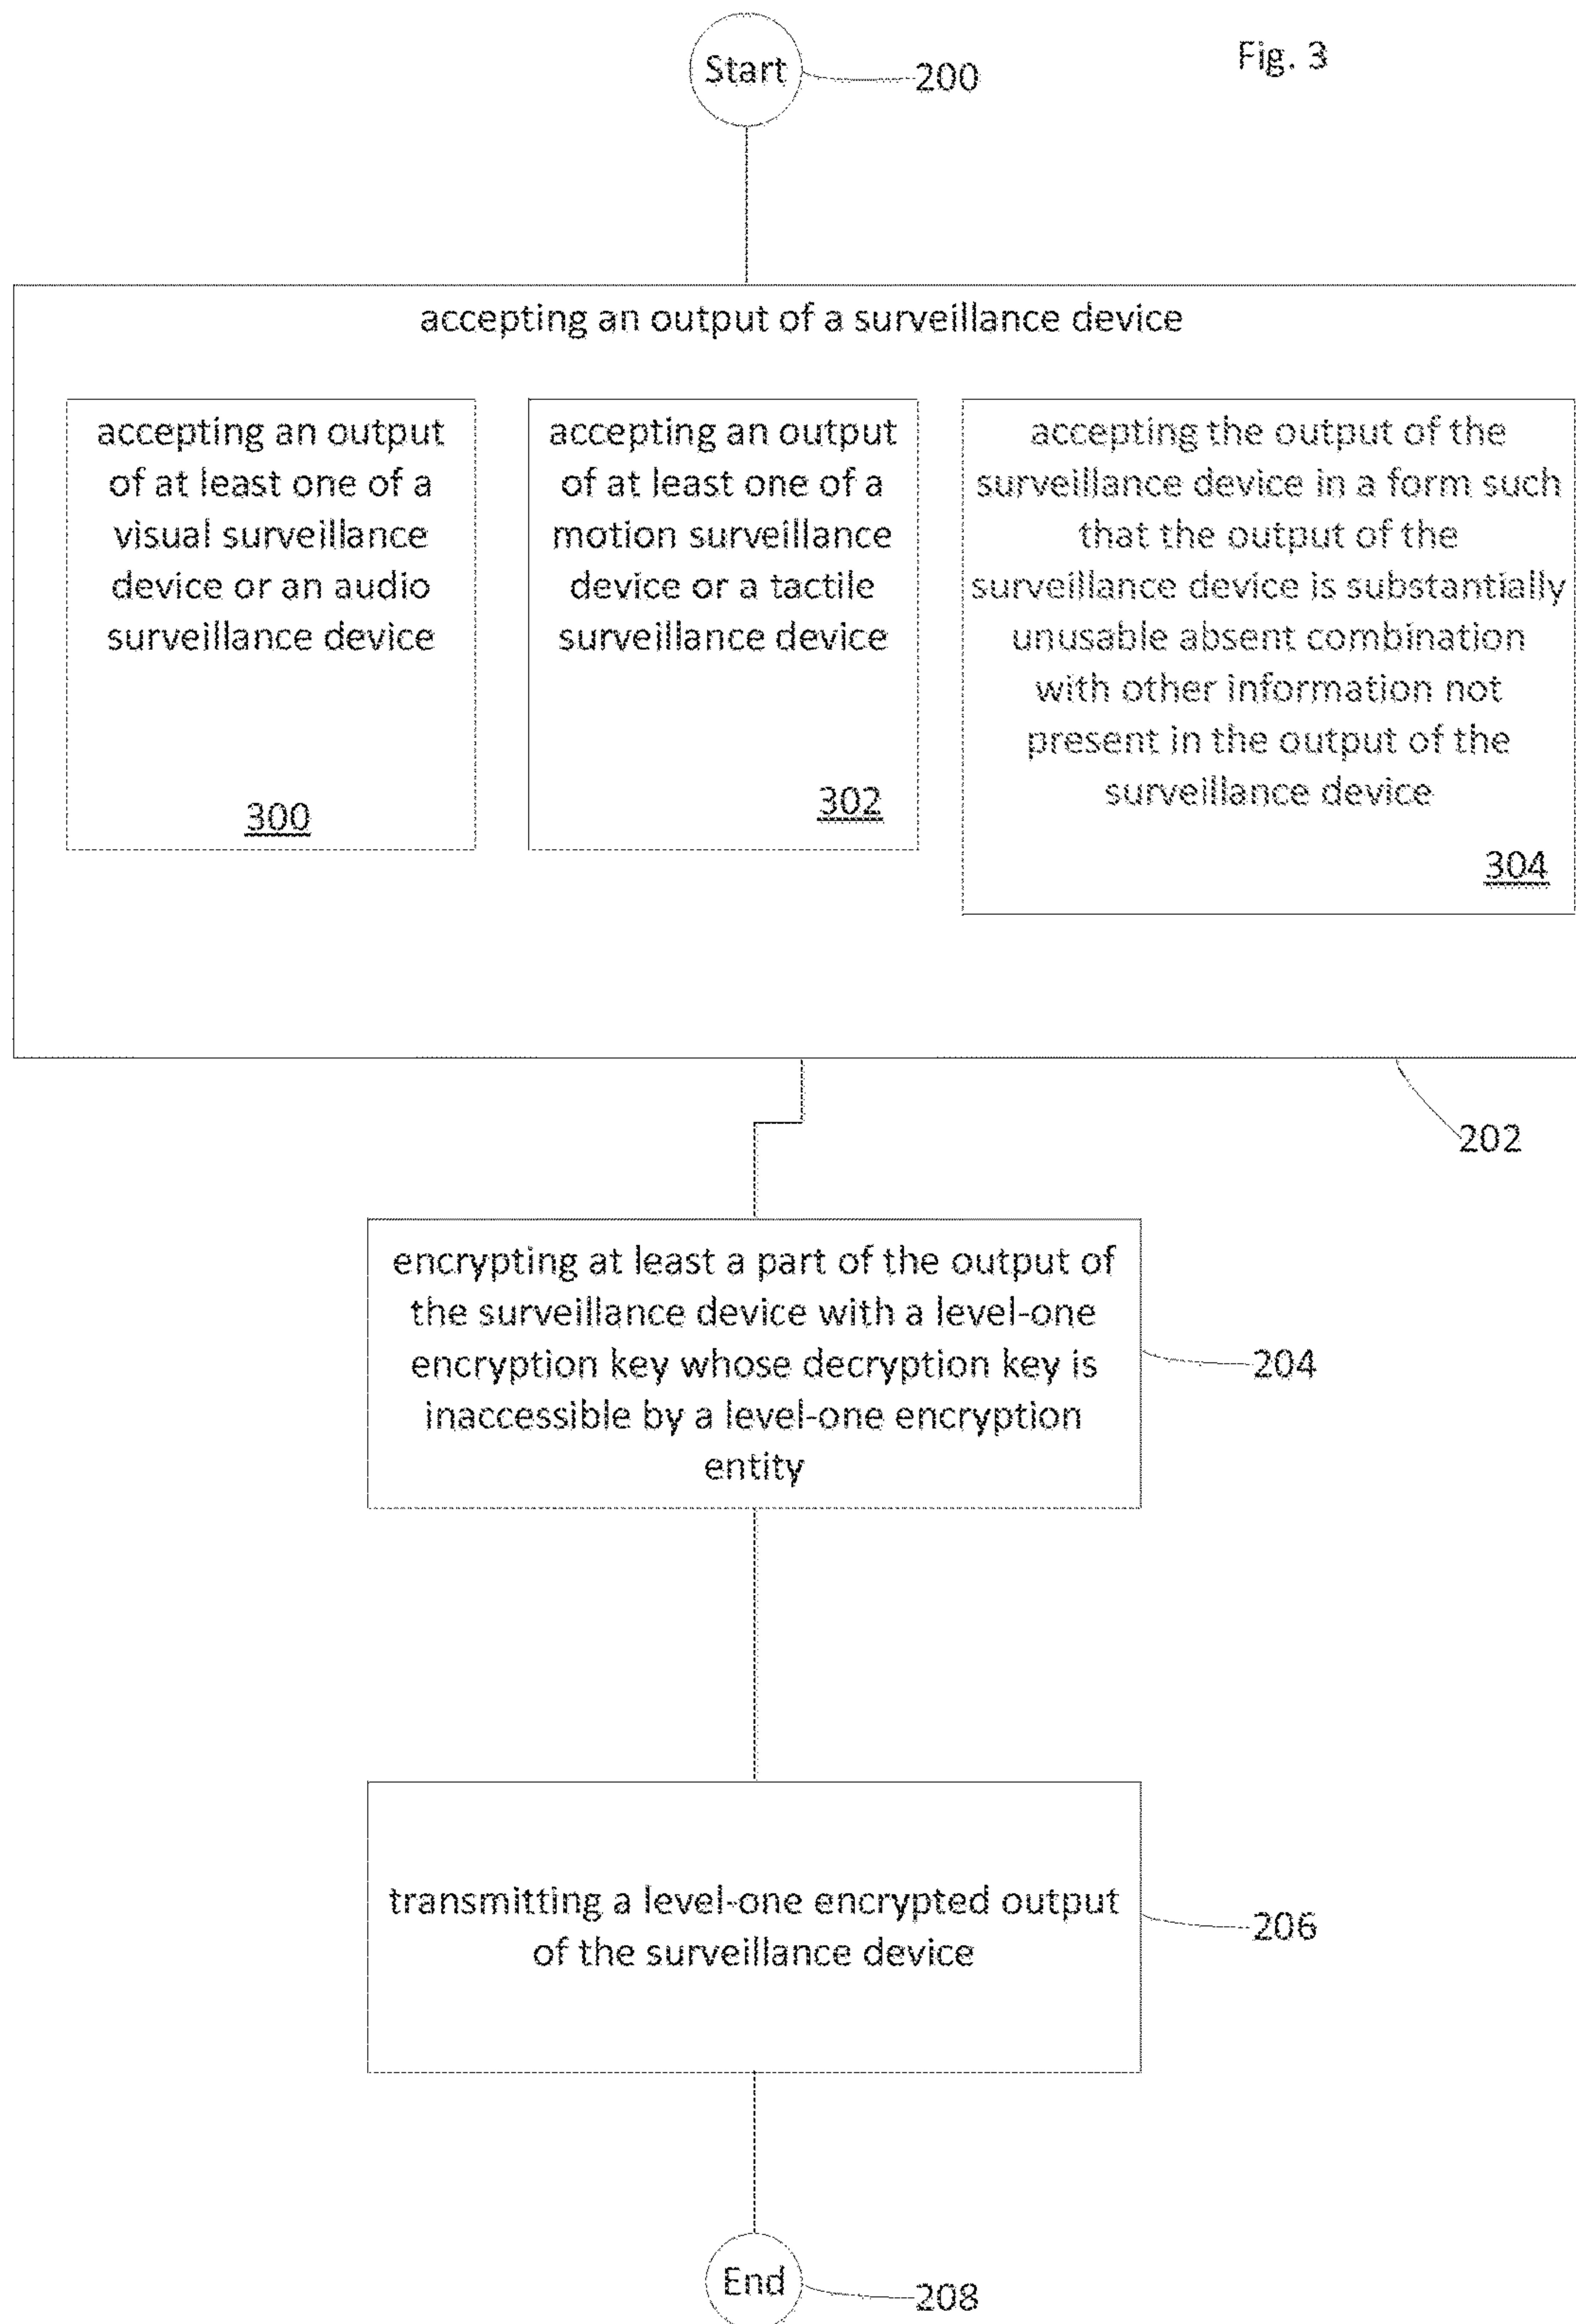 Start
200
Fig. 3
accepting an output of a surveillance device
accepting an output
of at least one of a
visual surveillance
device or an audio
surveillance device
300
accepting an output
of at least one of a
motion surveillance
device or a tactile
surveillance device
302
accepting the output of the
surveillance device in a form such
that the output of the
surveillance device is substantially
unusable absent combination
with other information not
present in the output of the
surveillance device
304
202
encrypting at least a part of the output of
the surveillance device with a level-one
encryption key whose decryption key is
inaccessible by a level-one encryption
entity
204
transmitting a level-one encrypted output
of the surveillance device
206
End
208